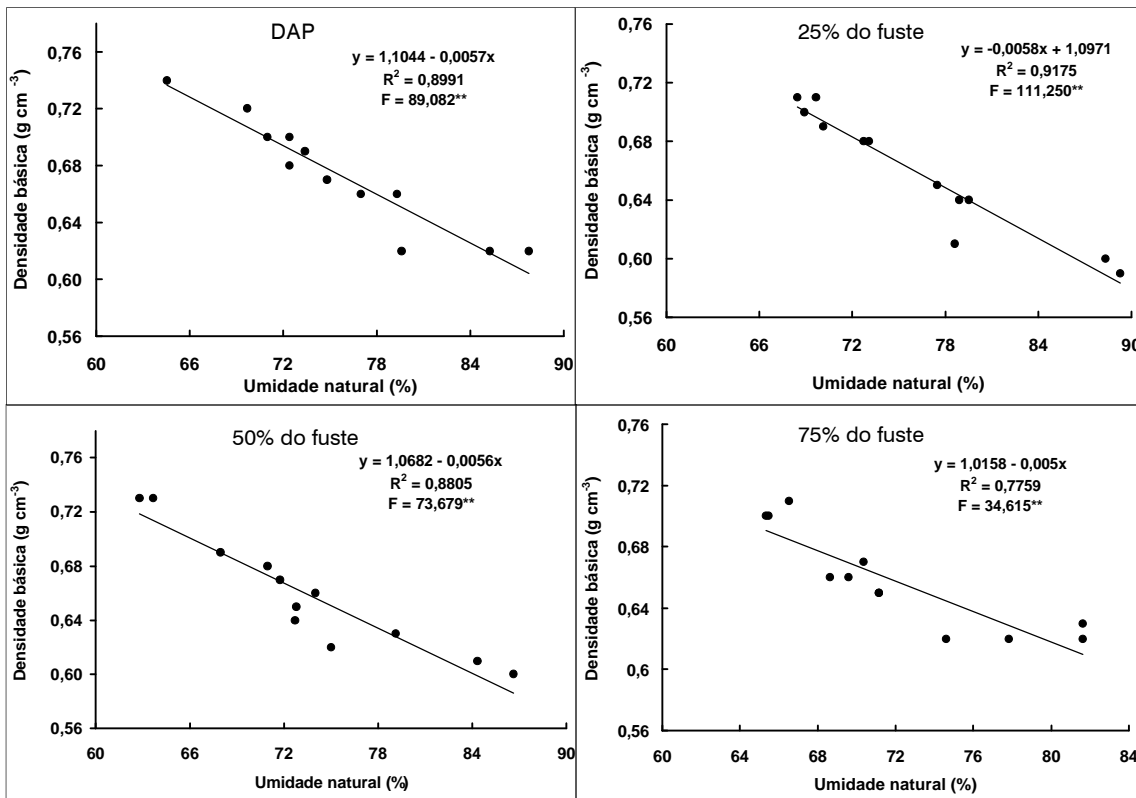 DAP
y = 1,1044 - 0,0057x
R² = 0,8991
F = 89,082**
Densidade básica (g cm -3)
0,76
0,72
0,68
0,64
0,60
0,56
60 66 72 78 84 90
Umidade natural (%)
25% do fuste
y = -0,0058x + 1,0971
R² = 0,9175
F = 111,250**
Densidade básica (g cm -3)
0,76
0,72
0,68
0,64
0,60
0,56
60 66 72 78 84 90
Umidade natural (%)
50% do fuste
y = 1,0682 - 0,0056x
R² = 0,8805
F = 73,679**
Densidade básica (g cm-3)
0,76
0,72
0,68
0,64
0,60
0,56
60 66 72 78 84 90
Umidade natural (%)
75% do fuste
y = 1,0158 - 0,005x
R² = 0,7759
F = 34,615**
Densidade básica (g cm-3)
0,76
0,72
0,68
0,64
0,6
0,56
60 64 68 72 76 80 84
Umidade natural (%)